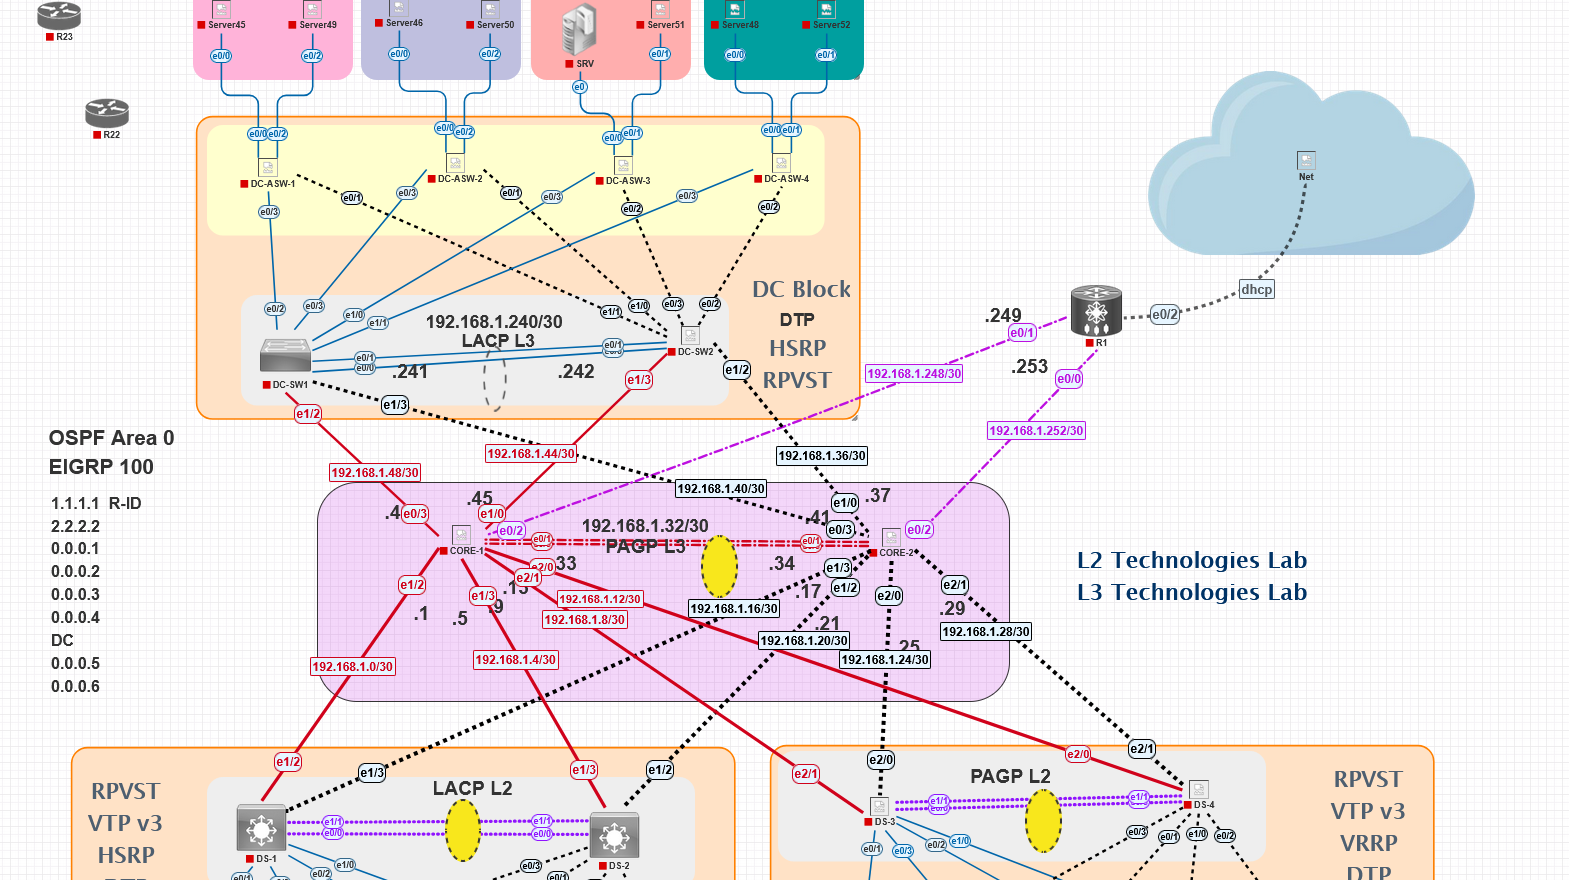 Server45
Server49
Server46
Server50
Server51
Server48
Server52
R23
e0/0
e0/2
e0/0
e0/2
SRV
e0/1
e0/0
e0/1
e0
R22
e0/0
e0/2
e0/0
e0/2
e0/0
e0/1
e0/0
e0/1
DC-ASW-1
DC-ASW-2
DC-ASW-3
DC-ASW-4
Net
e0/3
e0/1
e0/3
e0/1
e0/3
e0/2
e0/3
e0/2
e0/2
e0/3
e1/0
e1/1
e1/1
e1/0
e0/3
e0/2
DC Block
DTP
HSRP
RPVST
192.168.1.240/30
LACP L3
e0/1
e0/0
e0/1
.241
.242
DC-SW1
DC-SW2
dhcp
e0/2
.249
e0/1
R1
.253
e0/0
192.168.1.248/30
192.168.1.252/30
e1/2
e1/3
e1/3
e1/2
OSPF Area 0
EIGRP 100
1.1.1.1 R-ID
2.2.2.2
0.0.0.1
0.0.0.2
0.0.0.3
0.0.0.4
DC
0.0.0.5
0.0.0.6
192.168.1.48/30
192.168.1.44/30
192.168.1.40/30
192.168.1.36/30
.45
.37
e0/3
e1/0
e0/2
e1/0
.41
e0/3
e0/2
192.168.1.32/30
PAGP L3
e0/1
e0/1
CORE-1
CORE-2
.34
e2/0
e2/1
e1/2
e1/3
e1/3
e1/2
e2/0
e2/1
.1
.5
.17
.21
.29
192.168.1.12/30
192.168.1.8/30
192.168.1.16/30
192.168.1.20/30
192.168.1.24/30
192.168.1.28/30
192.168.1.0/30
192.168.1.4/30
L2 Technologies Lab
L3 Technologies Lab
e1/2
e1/3
e1/3
e1/2
e2/1
e2/0
e2/0
e2/1
RPVST
VTP v3
HSRP
LACP L2
e1/1
e0/0
e1/1
e0/0
DS-1
DS-2
e0/1
e0/2
e1/0
e0/3
e0/1
PAGP L2
e1/1
e0/0
e1/1
DS-3
DS-4
e0/1
e0/3
e0/2
e1/0
e0/3
e0/1
e1/0
e0/2
RPVST
VTP v3
VRRP
DTP